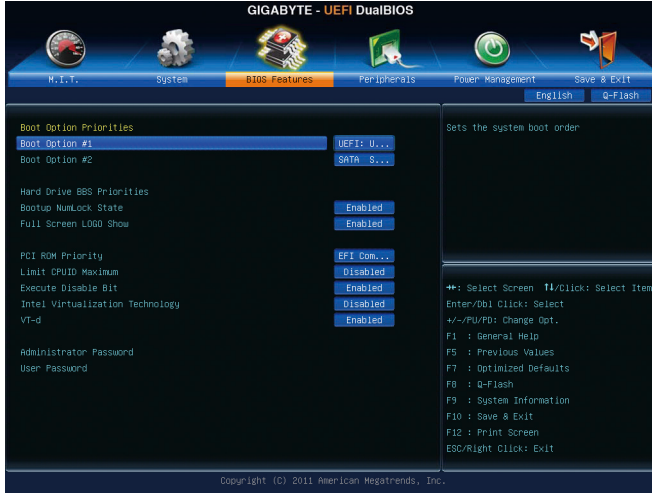 GIGABYTE - UEFI DualBIOS
M.I.T. System BIOS Features Peripherals Power Management Save & Exit
English Q-Flash
Boot Option Priorities
Boot Option #1 UEFI: U...
Boot Option #2 SATA S...
Hard Drive BBS Priorities
Bootup NumLock State Enabled
Full Screen LOGO Show Enabled
PCI ROM Priority EFI Com...
Limit CPUID Maximum Disabled
Execute Disable Bit Enabled
Intel Virtualization Technology Disabled
VT-d Enabled
Administrator Password
User Password
Sets the system boot order
→←: Select Screen ↑↓/Click: Select Item
Enter/Dbl Click: Select
+/-/PU/PD: Change Opt.
F1 : General Help
F5 : Previous Values
F7 : Optimized Defaults
F8 : Q-Flash
F9 : System Information
F10 : Save & Exit
F12 : Print Screen
ESC/Right Click: Exit
Copyright (C) 2011 American Megatrends, Inc.